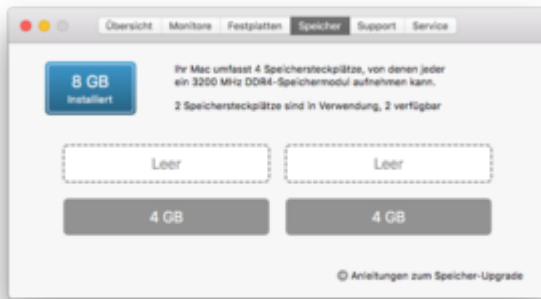 Übersicht Monitore Festplatten Speicher Support Service
8 GB
Installiert
Ihr Mac umfasst 4 Speichersteckplätze, von denen jeder
ein 3200 MHz DDR4-Speichermodul aufnehmen kann.
2 Speichersteckplätze sind in Verwendung, 2 verfügbar
Leer Leer
4 GB 4 GB
Anleitungen zum Speicher-Upgrade